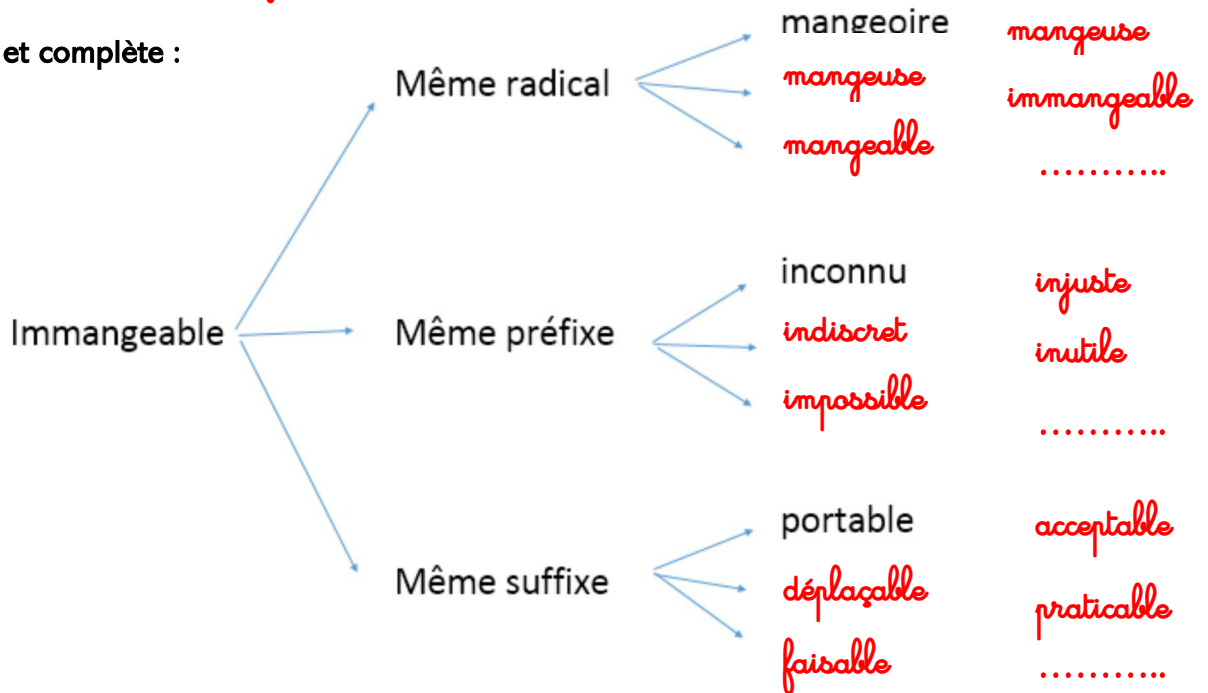 et complète :
mangeoire mangeuse
Même radical mangeuse immangeable
mangeable ...........
inconnu injuste
Immangeable Même préfixe indiscret inutile
impossible ...........
portable acceptable
Même suffixe déplaçable praticable
faisable ...........